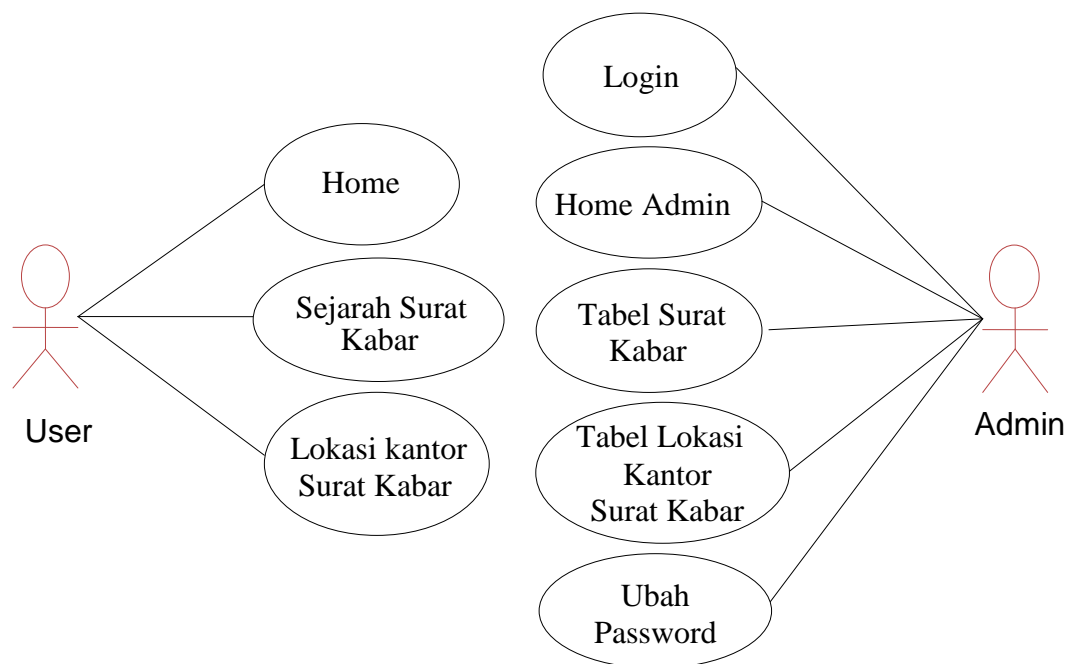 Login
Home
Home Admin
Sejarah Surat
Kabar
Tabel Surat
Kabar
User
Admin
Lokasi kantor
Surat Kabar
Tabel Lokasi
Kantor
Surat Kabar
Ubah
Password